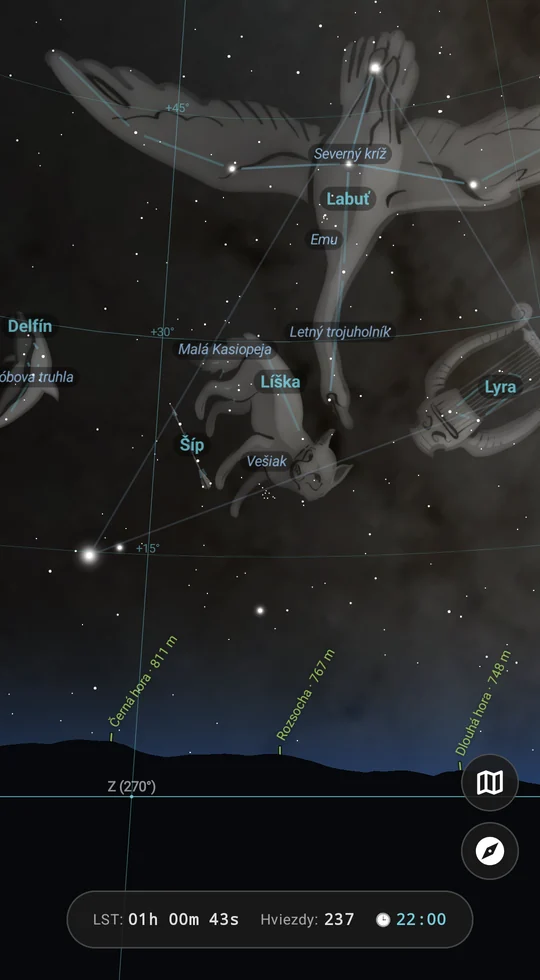 +45°
Severný kríž
Labuť
Emu
Delfín
+30°
Letný trojuholník
Malá Kasiopeja
óbova truhla
Líška
Lyra
Šíp
Vešiak
+15°
Černá hora · 811 m
Rozsocha · 767 m
Dlouhá hora · 748 m
Z (270°)
LST: 01h 00m 43s Hviezdy: 237 22:00